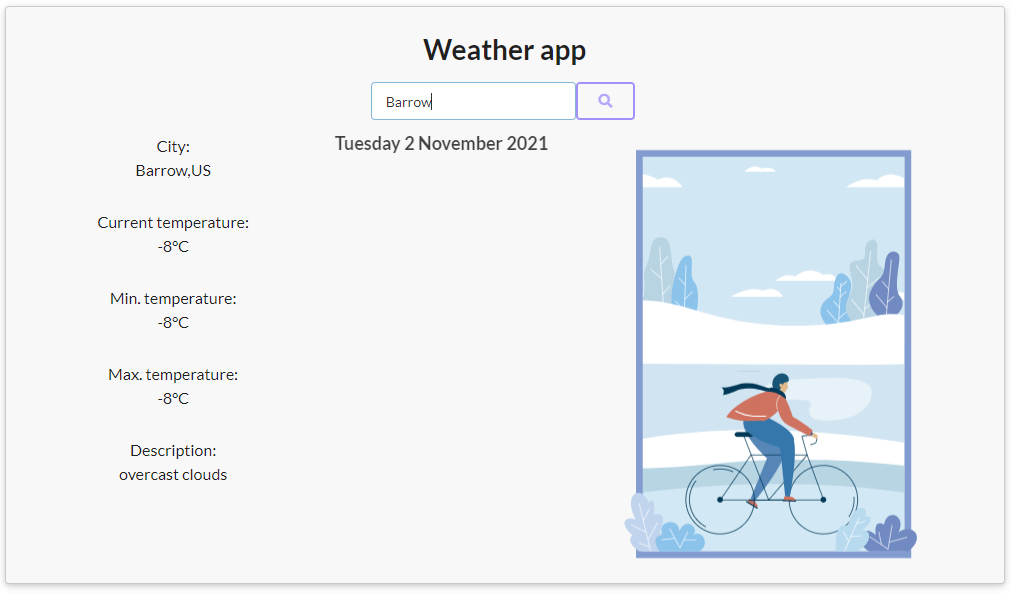 Weather app
Barrow
Tuesday 2 November 2021
City:
Barrow,US
Current temperature:
-8°C
Min. temperature:
-8°C
Max. temperature:
-8°C
Description:
overcast clouds